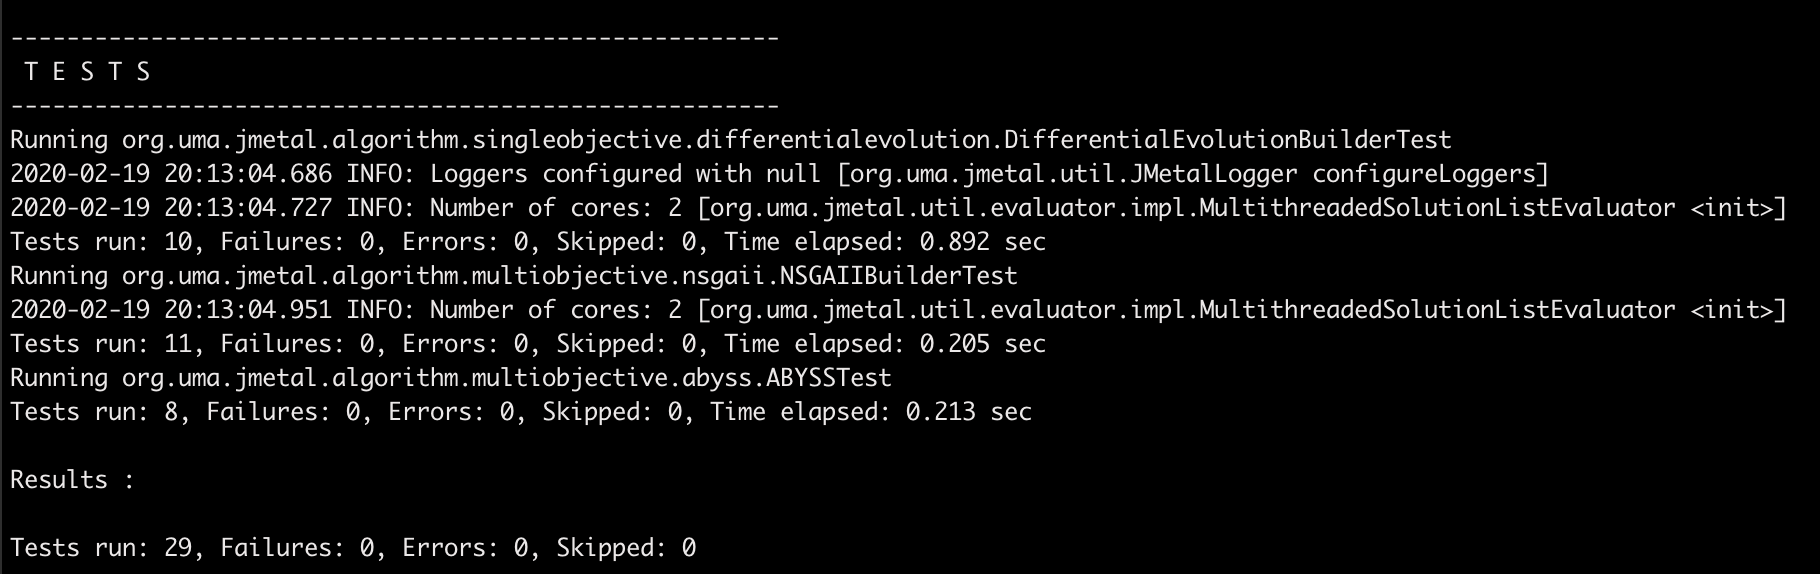 -------------------------------------------------------
T E S T S
-------------------------------------------------------
Running org.uma.jmetal.algorithm.singleobjective.differentialevolution.DifferentialEvolutionBuilderTest
2020-02-19 20:13:04.686 INFO: Loggers configured with null [org.uma.jmetal.util.JMetalLogger configureLoggers]
2020-02-19 20:13:04.727 INFO: Number of cores: 2 [org.uma.jmetal.util.evaluator.impl.MultithreadedSolutionListEvaluator <init>]
Tests run: 10, Failures: 0, Errors: 0, Skipped: 0, Time elapsed: 0.892 sec
Running org.uma.jmetal.algorithm.multiobjective.nsgaii.NSGAIIBuilderTest
2020-02-19 20:13:04.951 INFO: Number of cores: 2 [org.uma.jmetal.util.evaluator.impl.MultithreadedSolutionListEvaluator <init>]
Tests run: 11, Failures: 0, Errors: 0, Skipped: 0, Time elapsed: 0.205 sec
Running org.uma.jmetal.algorithm.multiobjective.abyss.ABYSSTest
Tests run: 8, Failures: 0, Errors: 0, Skipped: 0, Time elapsed: 0.213 sec
Results :
Tests run: 29, Failures: 0, Errors: 0, Skipped: 0